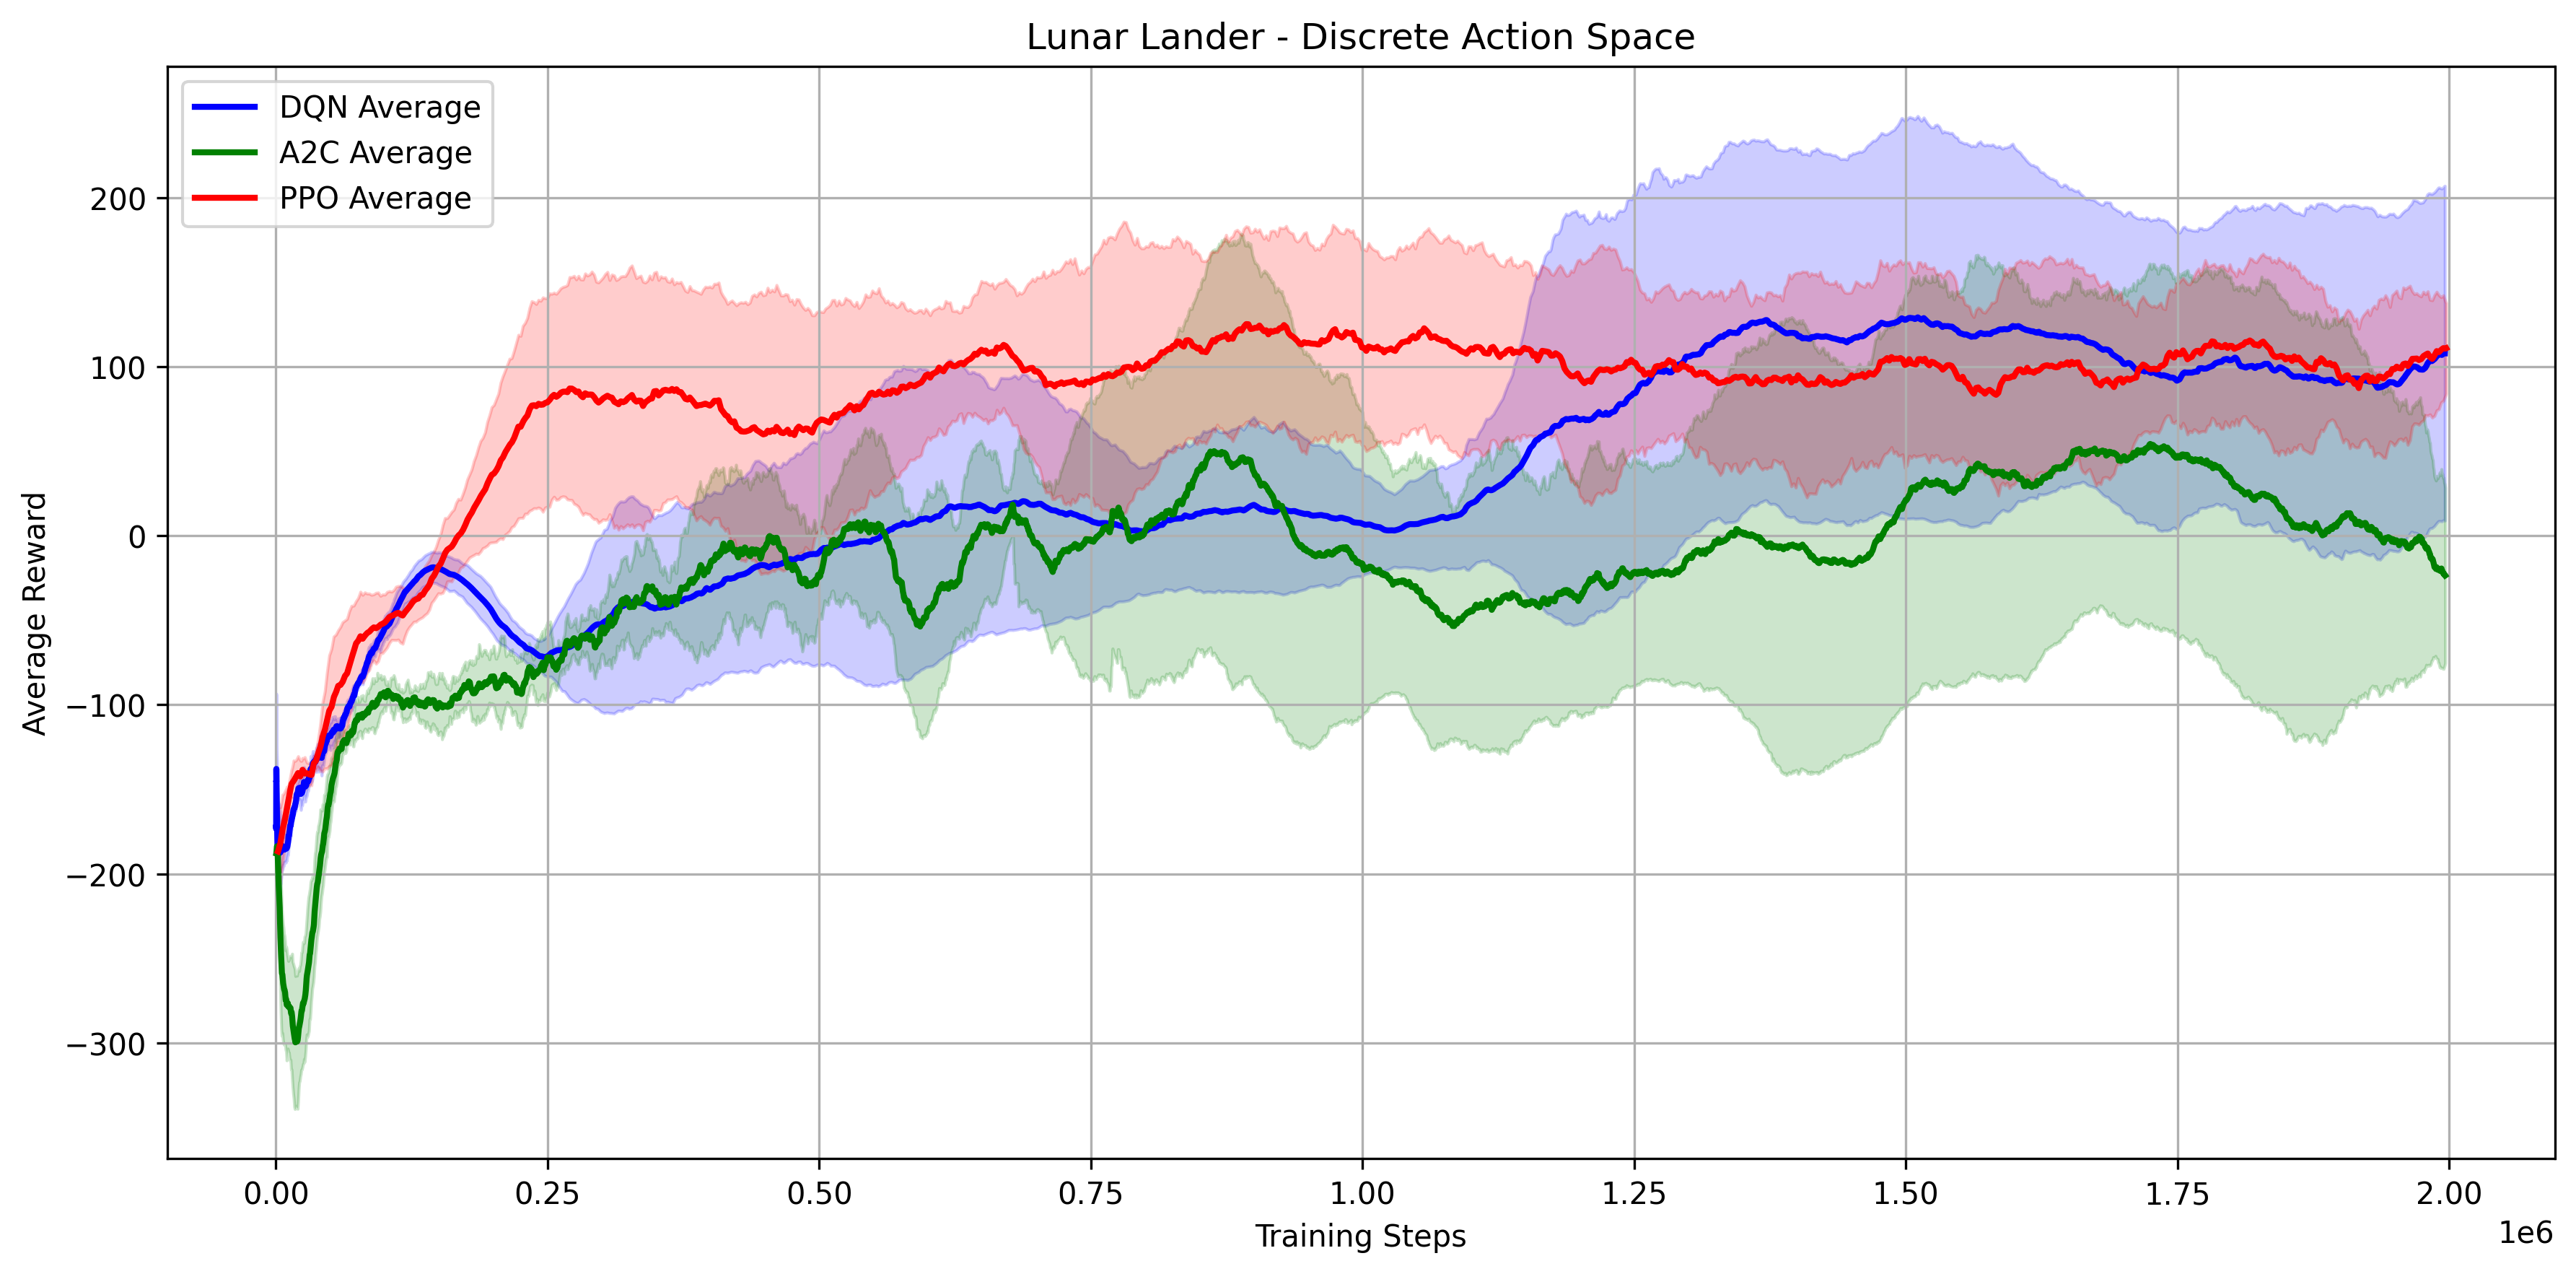 Lunar Lander - Discrete Action Space
DQN Average
A2C Average
PPO Average
Average Reward
200
100
0
−100
−200
−300
0.00 0.25 0.50 0.75 1.00 1.25 1.50 1.75 2.00
1e6
Training Steps